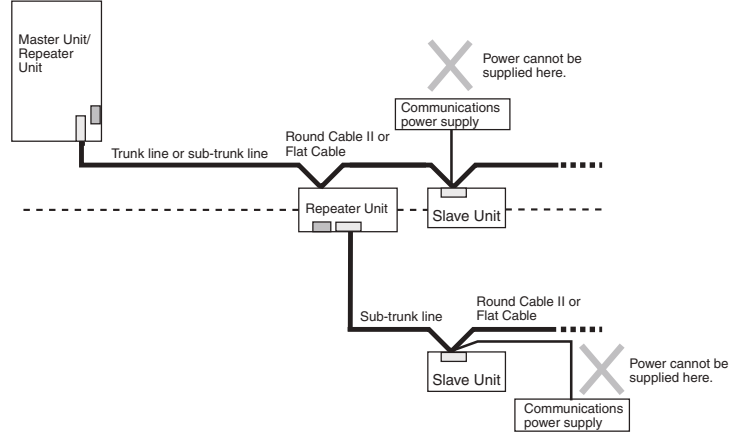 Master Unit/
Repeater
Unit
Power cannot be
supplied here.
Communications
power supply
Trunk line or sub-trunk line
Round Cable II or
Flat Cable
Repeater Unit
Slave Unit
Sub-trunk line
Round Cable II or
Flat Cable
Slave Unit
Power cannot be
supplied here.
Communications
power supply